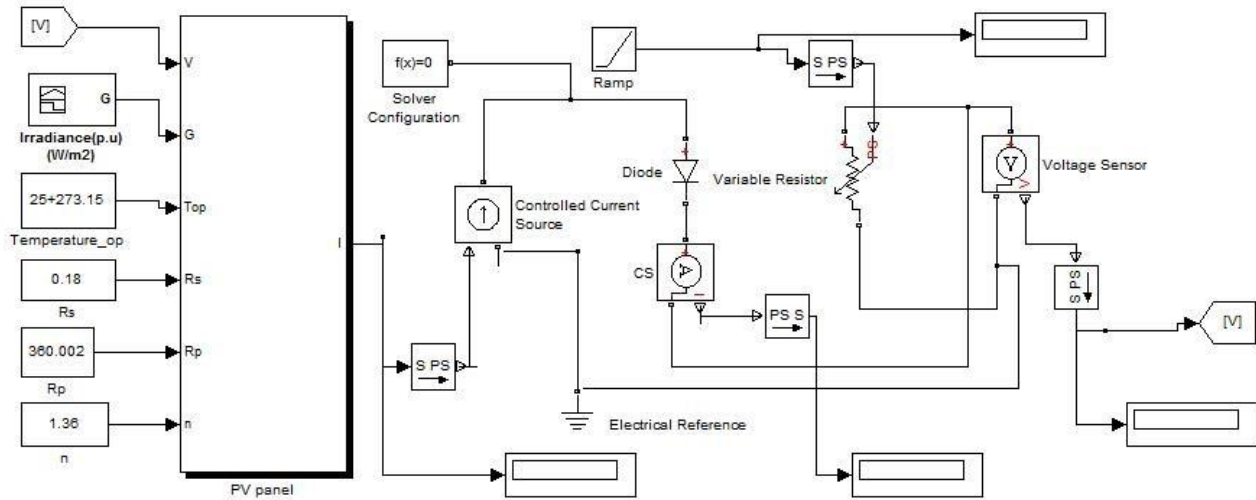 [V]
G
Irradiance(p.u)
(W/m2)
25+273.15
Temperature_op
0.18
Rs
360.002
Rp
1.36
n
V
G
Top
Rs
Rp
n
I
PV panel
f(x)=0
Solver
Configuration
Ramp
S PS
Diode
Controlled Current
Source
CS
A
I
S PS
PS S
Electrical Reference
Variable Resistor
PS
V
V
Voltage Sensor
S PS
[V]